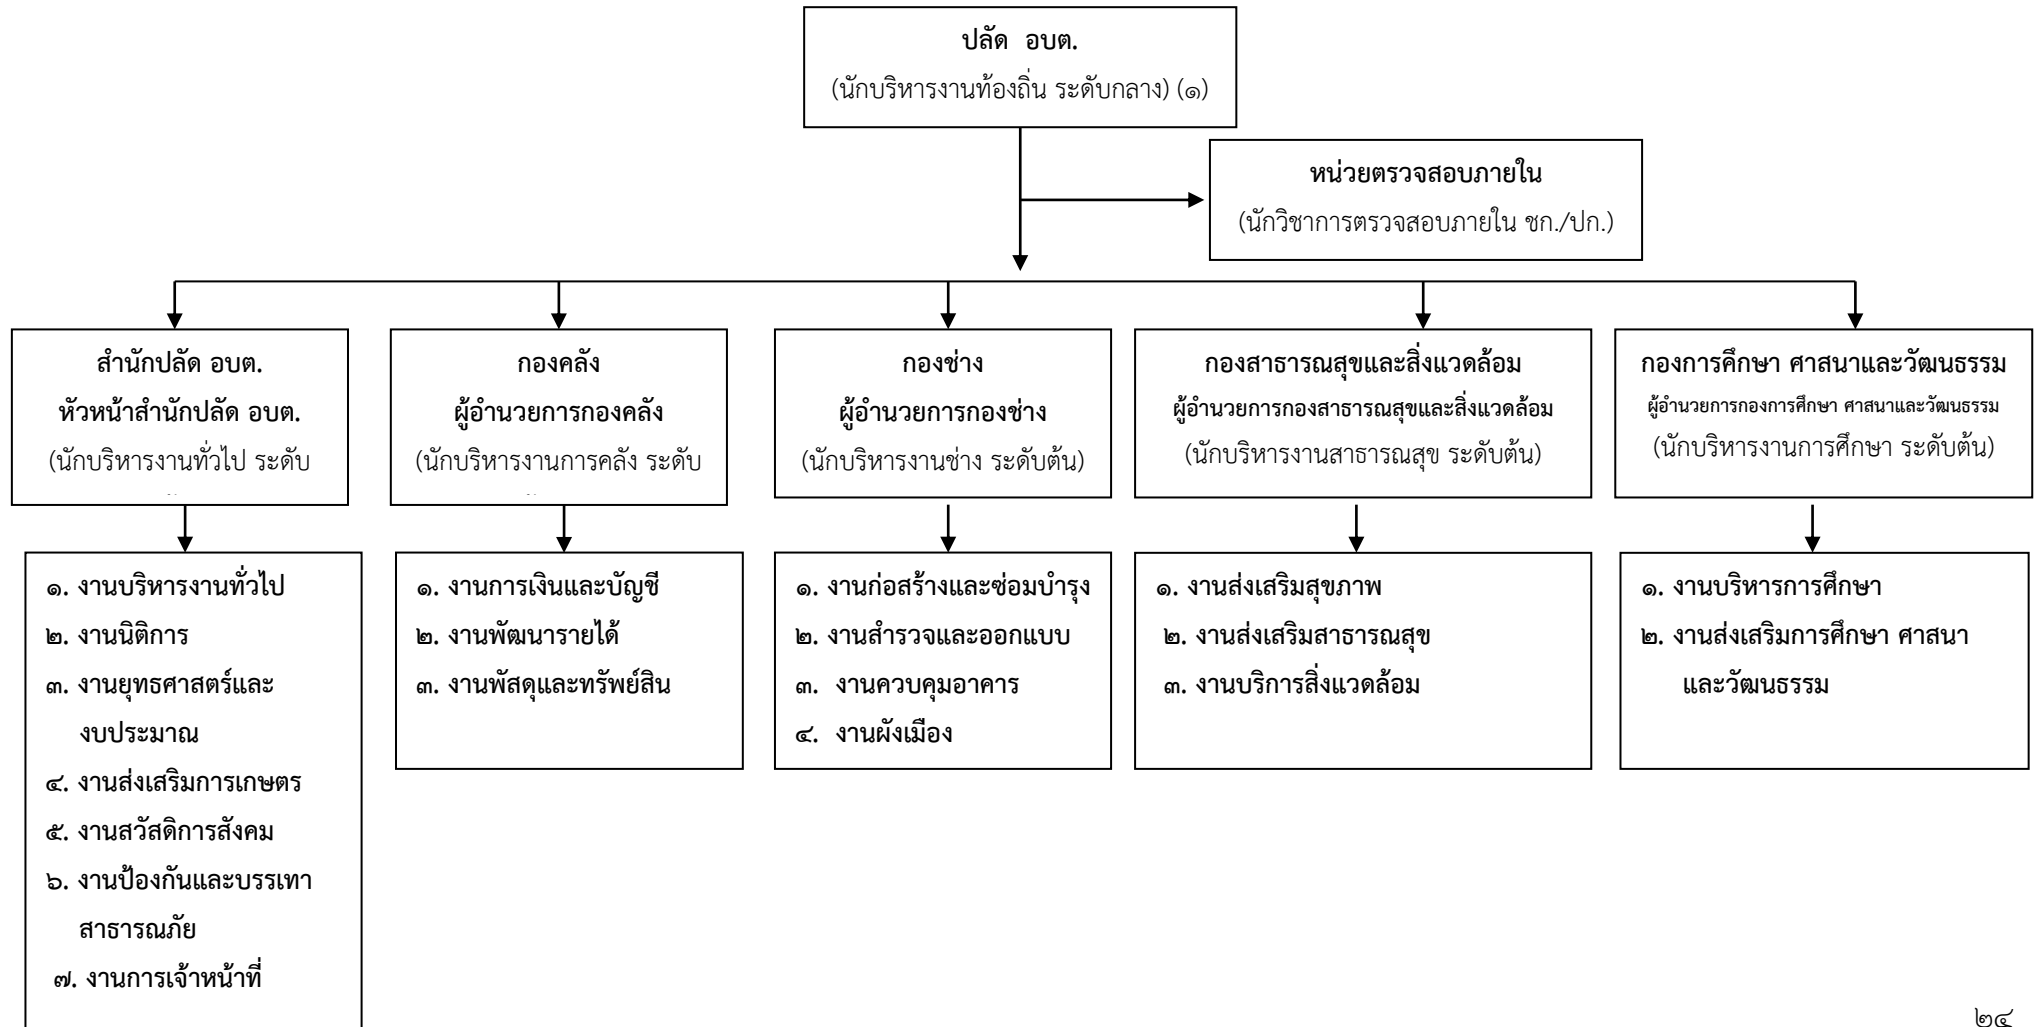 ปลัด อบต.
(นักบริหารงานท้องถิ่น ระดับกลาง) (๑)
หน่วยตรวจสอบภายใน
(นักวิชาการตรวจสอบภายใน ชก./ปก.)
สำนักปลัด อบต.
หัวหน้าสำนักปลัด อบต.
(นักบริหารงานทั่วไป ระดับ
กองคลัง
ผู้อำนวยการกองคลัง
(นักบริหารงานการคลัง ระดับ
กองช่าง
ผู้อำนวยการกองช่าง
(นักบริหารงานช่าง ระดับต้น)
กองสาธารณสุขและสิ่งแวดล้อม
ผู้อำนวยการกองสาธารณสุขและสิ่งแวดล้อม
(นักบริหารงานสาธารณสุข ระดับต้น)
กองการศึกษา ศาสนาและวัฒนธรรม
ผู้อำนวยการกองการศึกษา ศาสนาและวัฒนธรรม
(นักบริหารงานการศึกษา ระดับต้น)
๑. งานบริหารงานทั่วไป
๒. งานนิติการ
๓. งานยุทธศาสตร์และ
งบประมาณ
๔. งานส่งเสริมการเกษตร
๕. งานสวัสดิการสังคม
๖. งานป้องกันและบรรเทา
สาธารณภัย
๗. งานการเจ้าหน้าที่
๑. งานการเงินและบัญชี
๒. งานพัฒนารายได้
๓. งานพัสดุและทรัพย์สิน
๑. งานก่อสร้างและซ่อมบำรุง
๒. งานสำรวจและออกแบบ
๓. งานควบคุมอาคาร
๔. งานผังเมือง
๑. งานส่งเสริมสุขภาพ
๒. งานส่งเสริมสาธารณสุข
๓. งานบริการสิ่งแวดล้อม
๑. งานบริหารการศึกษา
๒. งานส่งเสริมการศึกษา ศาสนา
และวัฒนธรรม
๒๔